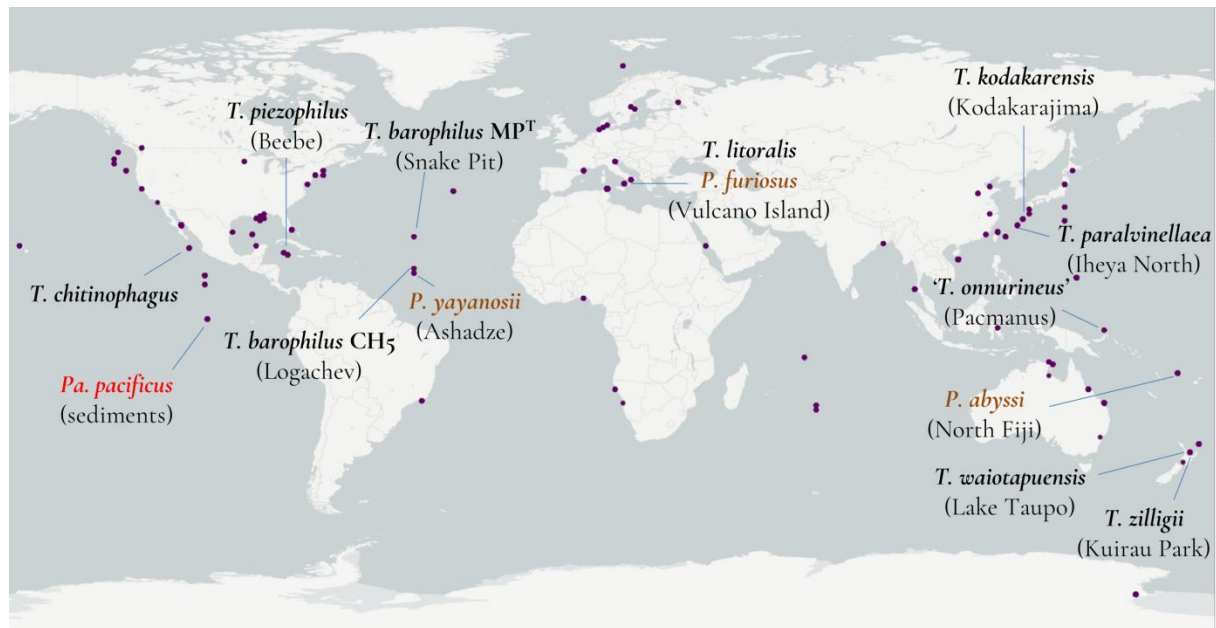 T. kodakarensis
(Kodakarajima)
T. piezophilus
(Beebe)
T. barophilus MPᵀ
(Snake Pit)
T. litoralis
P. furiosus
(Vulcano Island)
T. paralvinellaea
(Iheya North)
T. chitinophagus
'T. onnurineus'
(Pacmanus)
P. yayanosii
(Ashadze)
T. barophilus CH5
(Logachev)
Pa. pacificus
(sediments)
P. abyssi
(North Fiji)
T. waiotapuensis
(Lake Taupo)
T. zilligii
(Kuirau Park)